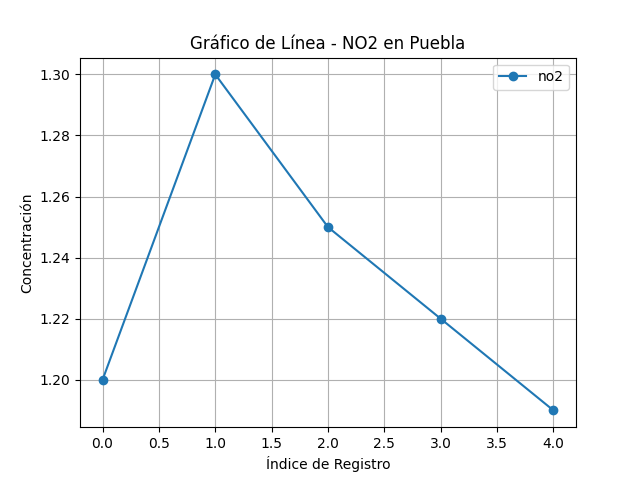 Gráfico de Línea - NO2 en Puebla
no2
Concentración
1.30
1.28
1.26
1.24
1.22
1.20
0.0 0.5 1.0 1.5 2.0 2.5 3.0 3.5 4.0
Índice de Registro